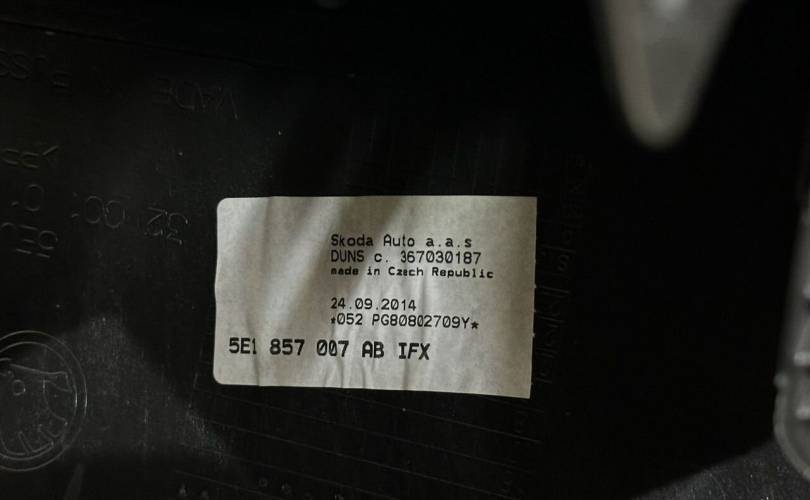 Skoda Auto a.a.s
DUNS c. 367030187
made in Czech Republic
24.09.2014
*052 PG80802709Y*
5E1 857 007 AB IFX